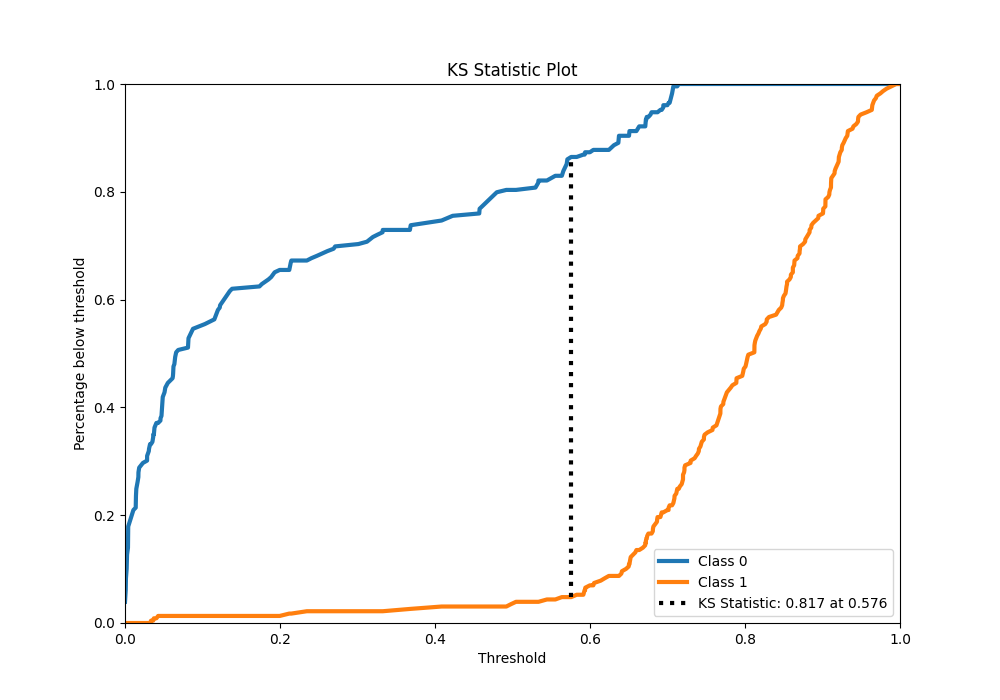 KS Statistic Plot
1.0
0.8
0.6
0.4
0.2
0.0
Percentage below threshold
0.0 0.2 0.4 0.6 0.8 1.0
Threshold
Class 0
Class 1
KS Statistic: 0.817 at 0.576